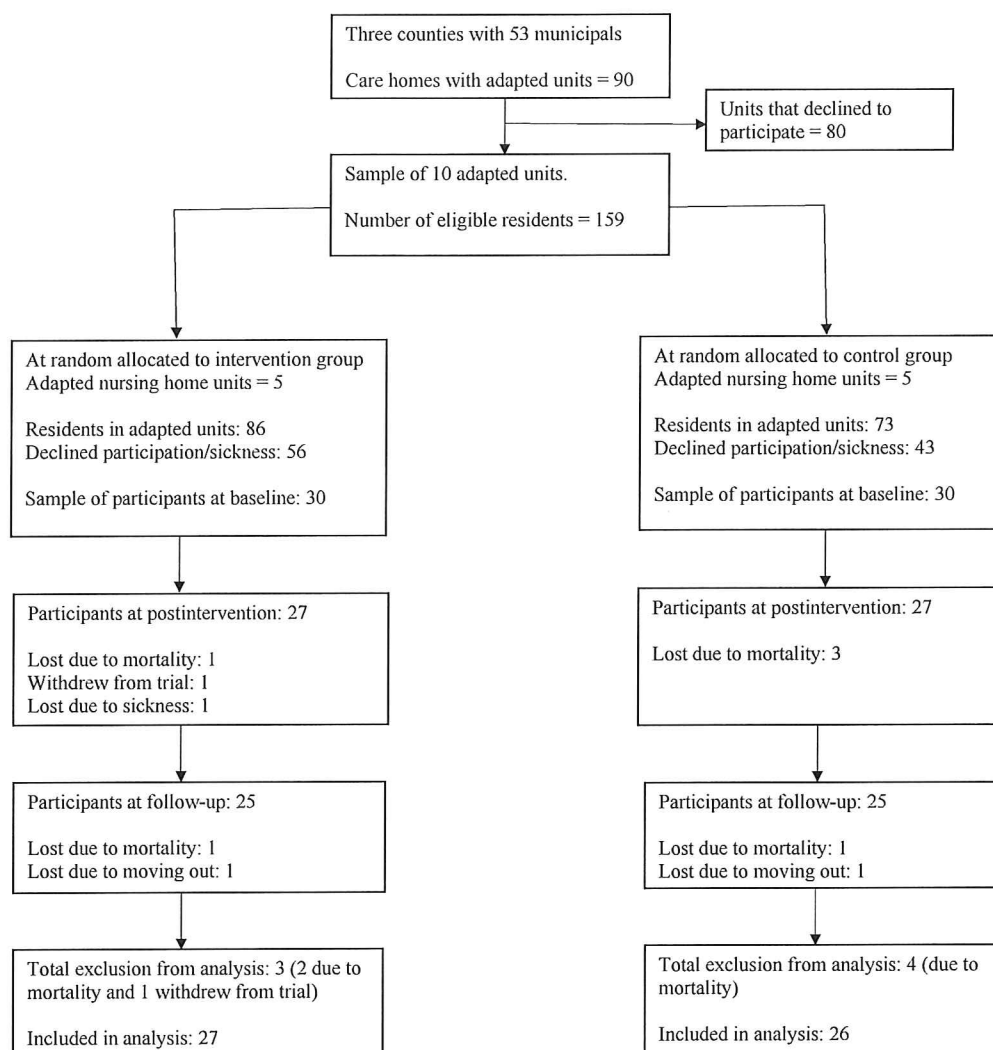 Three counties with 53 municipals
Care homes with adapted units = 90
Units that declined to
participate = 80
Sample of 10 adapted units.
Number of eligible residents = 159
At random allocated to intervention group
Adapted nursing home units = 5
Residents in adapted units: 86
Declined participation/sickness: 56
Sample of participants at baseline: 30
At random allocated to control group
Adapted nursing home units = 5
Residents in adapted units: 73
Declined participation/sickness: 43
Sample of participants at baseline: 30
Participants at postintervention: 27
Lost due to mortality: 1
Withdrew from trial: 1
Lost due to sickness: 1
Participants at postintervention: 27
Lost due to mortality: 3
Participants at follow-up: 25
Lost due to mortality: 1
Lost due to moving out: 1
Participants at follow-up: 25
Lost due to mortality: 1
Lost due to moving out: 1
Total exclusion from analysis: 3 (2 due to
mortality and 1 withdrew from trial)
Included in analysis: 27
Total exclusion from analysis: 4 (due to
mortality)
Included in analysis: 26